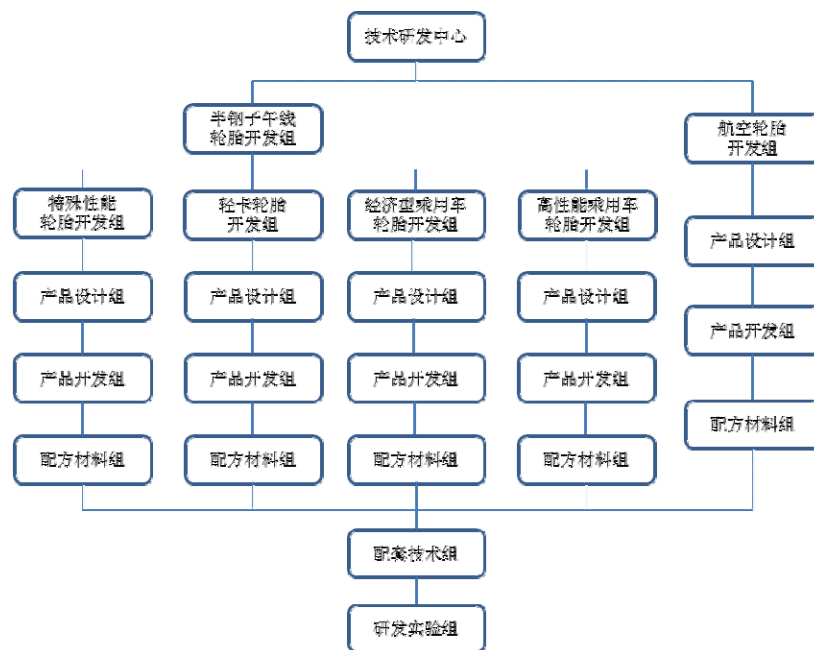 技术研发中心
半钢子午线
轮胎开发组
航空轮胎
开发组
特殊性能
轮胎开发组
轻卡轮胎
开发组
经济型乘用车
轮胎开发组
高性能乘用车
轮胎开发组
产品设计组
产品设计组
产品设计组
产品设计组
产品设计组
产品开发组
产品开发组
产品开发组
产品开发组
产品开发组
配方材料组
配方材料组
配方材料组
配方材料组
配方材料组
配套技术组
研发实验组